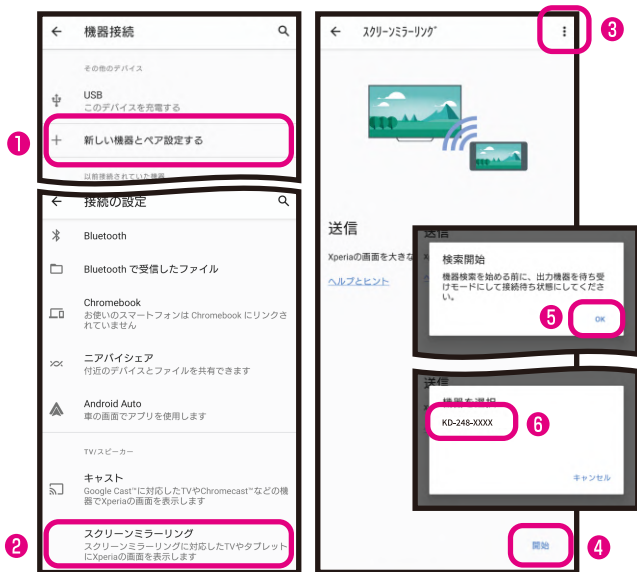 機器接続
その他のデバイス
USB
このデバイスを充電する
❶
新しい機器とペア設定する
以前接続されていた機器
接続の設定
Bluetooth
Bluetooth で受信したファイル
Chromebook
お使いのスマートフォンは Chromebook にリンクさ
れていません
ニアバイシェア
付近のデバイスとファイルを共有できます
Android Auto
車の画面でアプリを使用します
TV/スピーカー
キャスト
Google Cast™に対応したTVやChromecast™などの機
器でXperiaの画面を表示します
❷
スクリーンミラーリング
スクリーンミラーリングに対応したTVやタブレット
にXperiaの画面を表示します
スクリーンミラーリング
❸
送信
Xperiaの画面を大きな
ヘルプとヒント
送信
検索開始
機器検索を始める前に、出力機器を待ち受
けモードにして接続待ち状態にしてくださ
い。
❺
OK
送信
機器を選択
KD-248-XXXX
❻
キャンセル
開始
❹